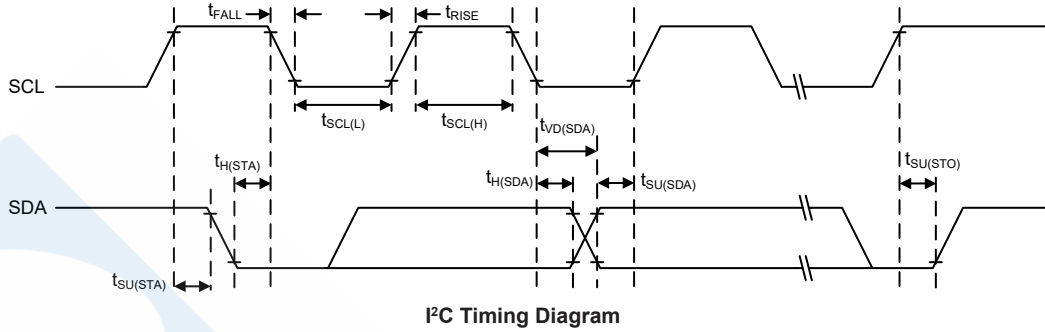 tFALL
tRISE
SCL
tSCL(L)
tSCL(H)
tVD(SDA)
tH(STA)
tH(SDA)
tSU(SDA)
tSU(STO)
SDA
tSU(STA)
I²C Timing Diagram